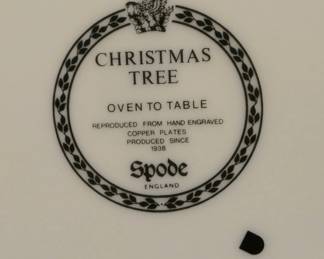 CHRISTMAS
TREE
OVEN TO TABLE
REPRODUCED FROM HAND ENGRAVED
COPPER PLATES
PRODUCED SINCE
1938
Spode
ENGLAND